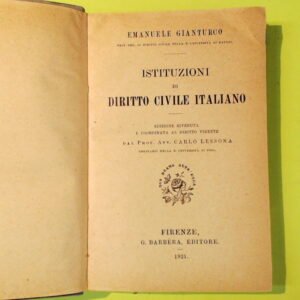 EMANUELE GIANTURCO
ISTITUZIONI
DI
DIRITTO CIVILE ITALIANO
EDIZIONE RIVEDUTA
E COORDINATA AL DIRITTO VIGENTE
DAL PROF. AVV. CARLO LESSONA
FIRENZE,
G. BARBÈRA, EDITORE.
1921.